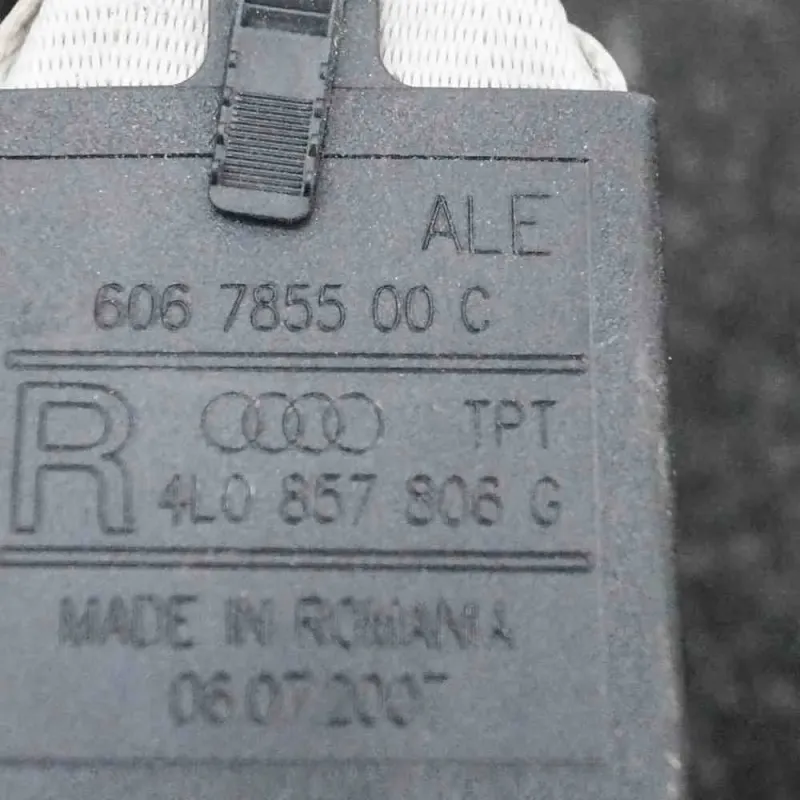 ALE
606 7855 00 C
R TPT
4L0 857 806 G
MADE IN ROMANIA
06 07 2007